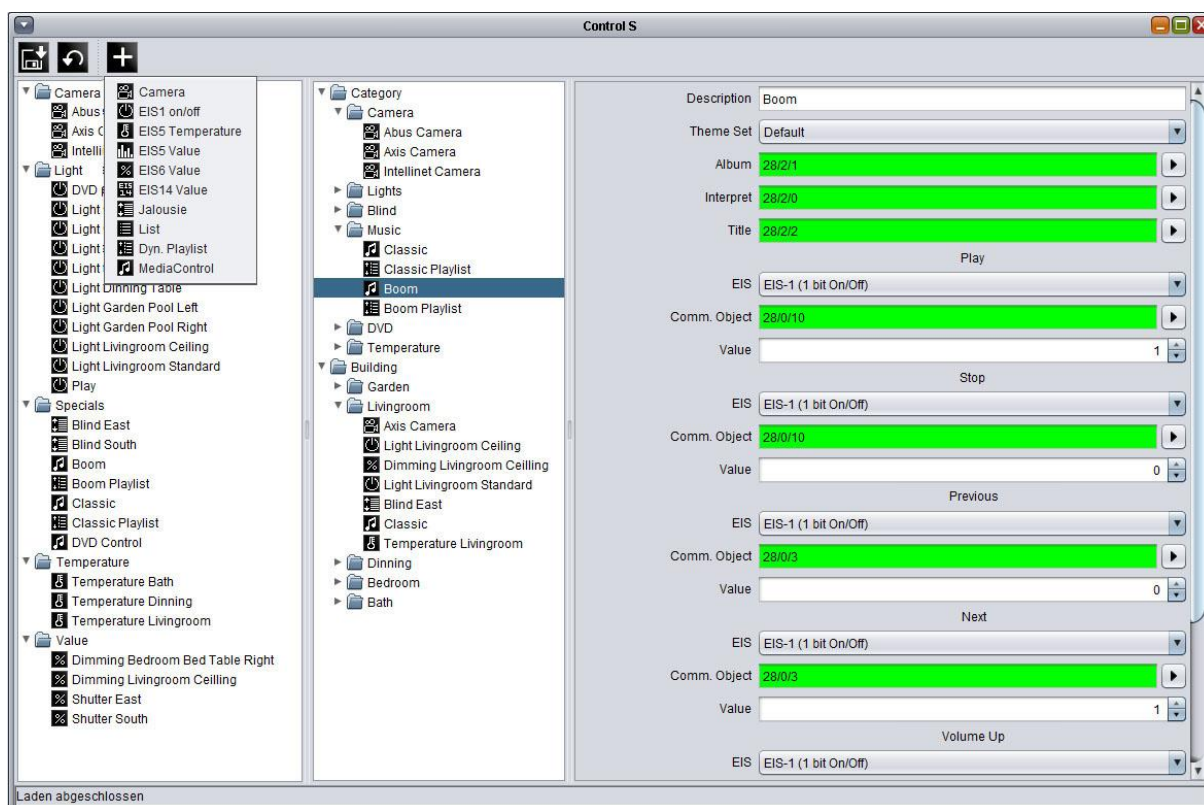 Control S
Camera
Abus
Axis C
Intelli
Light
DVD
Light
Light
Light
Light
Light Dinning Table
Light Garden Pool Left
Light Garden Pool Right
Light Livingroom Ceiling
Light Livingroom Standard
Play
Specials
Blind East
Blind South
Boom
Boom Playlist
Classic
Classic Playlist
DVD Control
Temperature
Temperature Bath
Temperature Dinning
Temperature Livingroom
Value
Dimming Bedroom Bed Table Right
Dimming Livingroom Ceilling
Shutter East
Shutter South
Camera
EIS1 on/off
EIS5 Temperature
EIS5 Value
EIS6 Value
EIS14 Value
Jalousie
List
Dyn. Playlist
MediaControl
Category
Camera
Abus Camera
Axis Camera
Intellinet Camera
Lights
Blind
Music
Classic
Classic Playlist
Boom
Boom Playlist
DVD
Temperature
Building
Garden
Livingroom
Axis Camera
Light Livingroom Ceiling
Dimming Livingroom Ceilling
Light Livingroom Standard
Blind East
Classic
Temperature Livingroom
Dinning
Bedroom
Bath
Description Boom
Theme Set Default
Album 28/2/1
Interpret 28/2/0
Title 28/2/2
Play
EIS EIS-1 (1 bit On/Off)
Comm. Object 28/0/10
Value 1
Stop
EIS EIS-1 (1 bit On/Off)
Comm. Object 28/0/10
Value 0
Previous
EIS EIS-1 (1 bit On/Off)
Comm. Object 28/0/3
Value 0
Next
EIS EIS-1 (1 bit On/Off)
Comm. Object 28/0/3
Value 1
Volume Up
EIS EIS-1 (1 bit On/Off)
Laden abgeschlossen